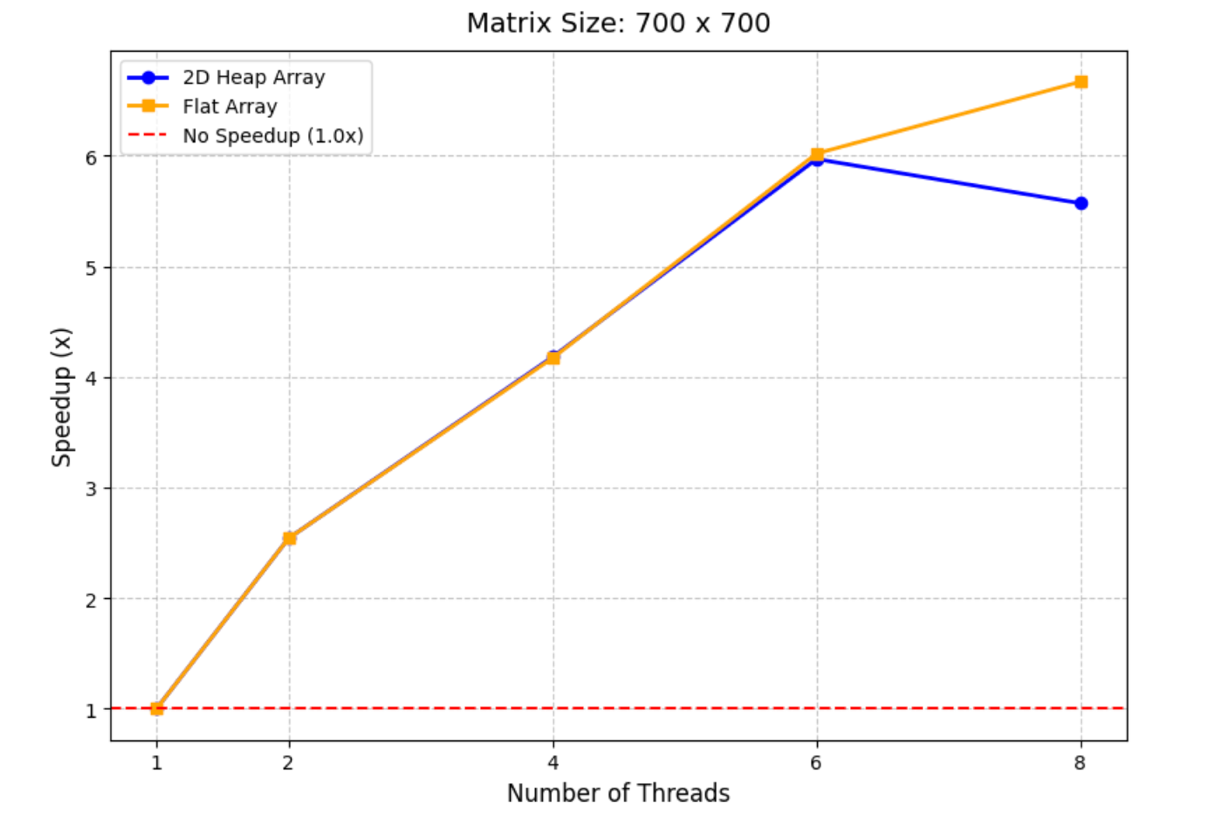 Matrix Size: 700 x 700
2D Heap Array
Flat Array
No Speedup (1.0x)
6
5
4
3
2
1
Speedup (x)
1 2 4 6 8
Number of Threads